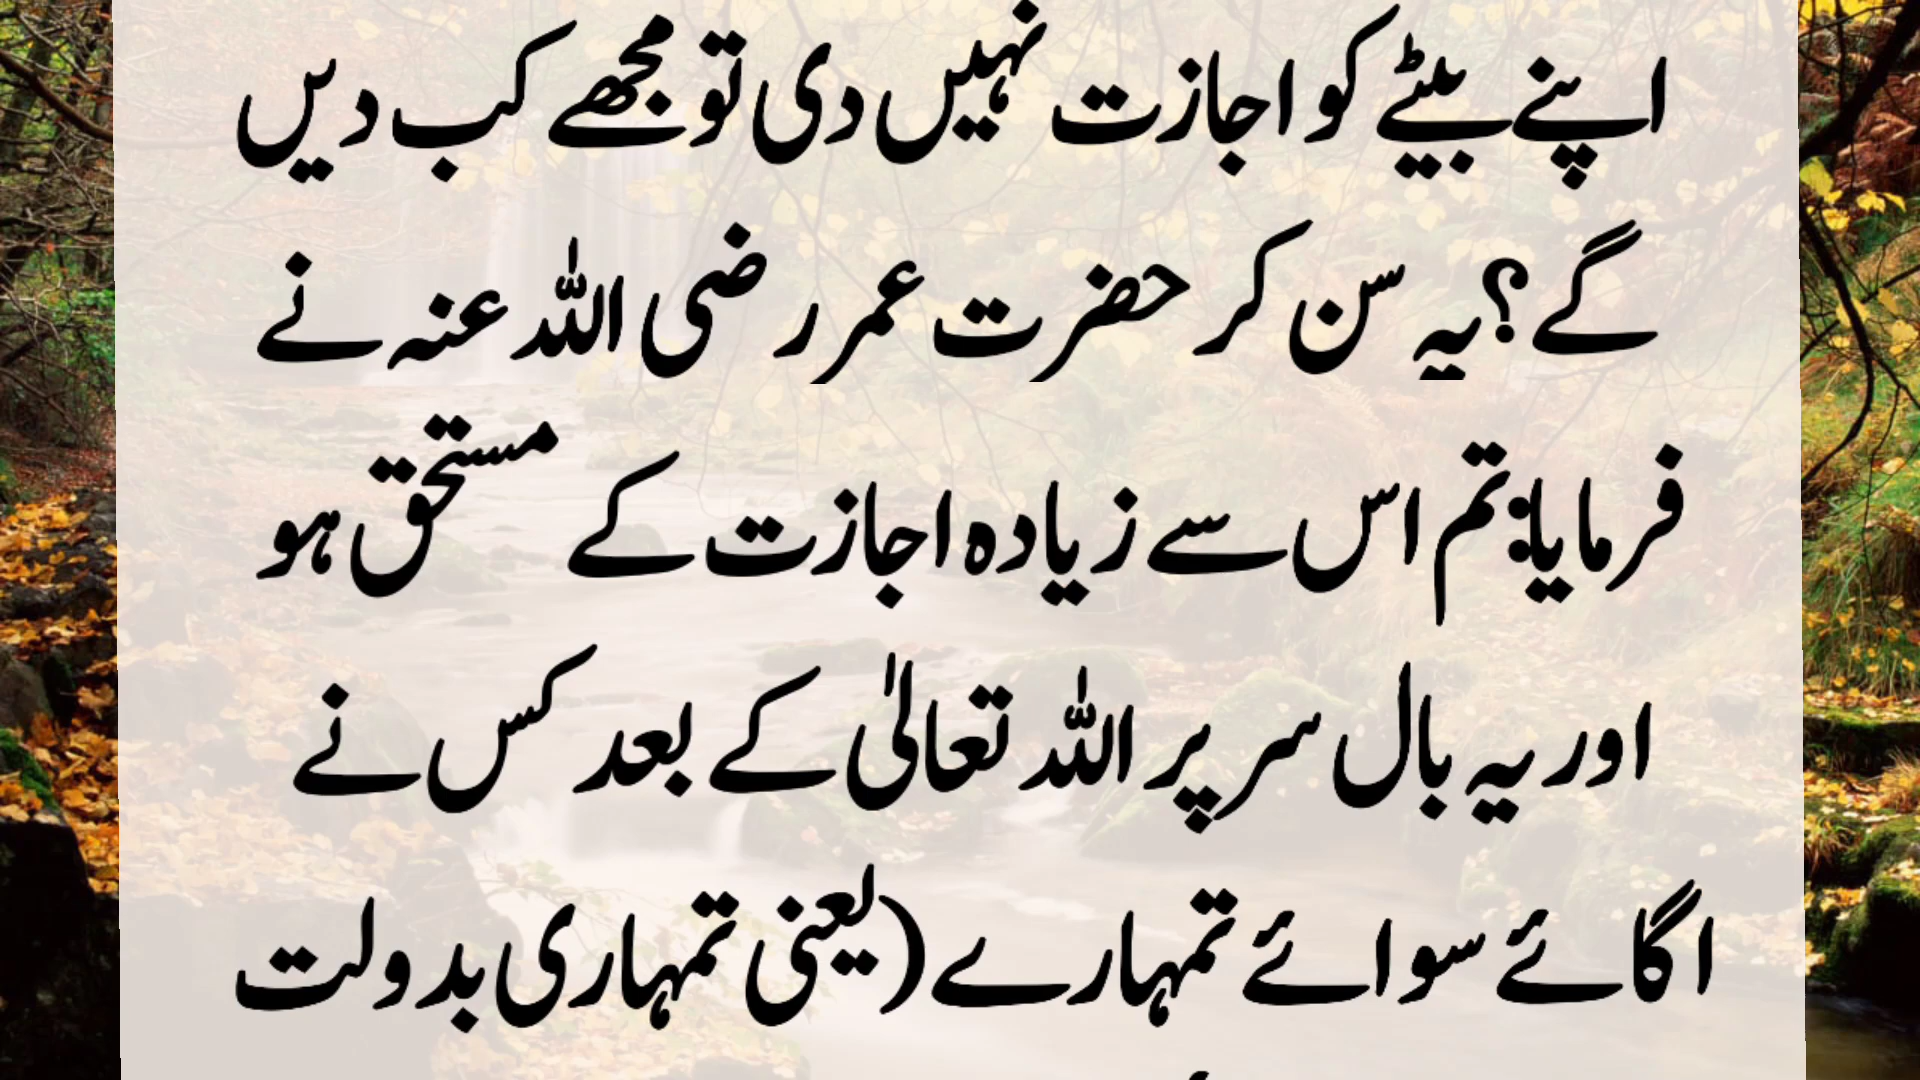 اپنے بیٹے کو اجازت نہیں دی تو مجھے کب دیں
گے؟ یہ سن کر حضرت عمر رضی اللہ عنہ نے
فرمایا: تم اس سے زیادہ اجازت کے مستحق ہو
اور یہ بال سر پر اللہ تعالیٰ کے بعد کس نے
اگائے سوائے تمہارے (یعنی تمہاری بدولت